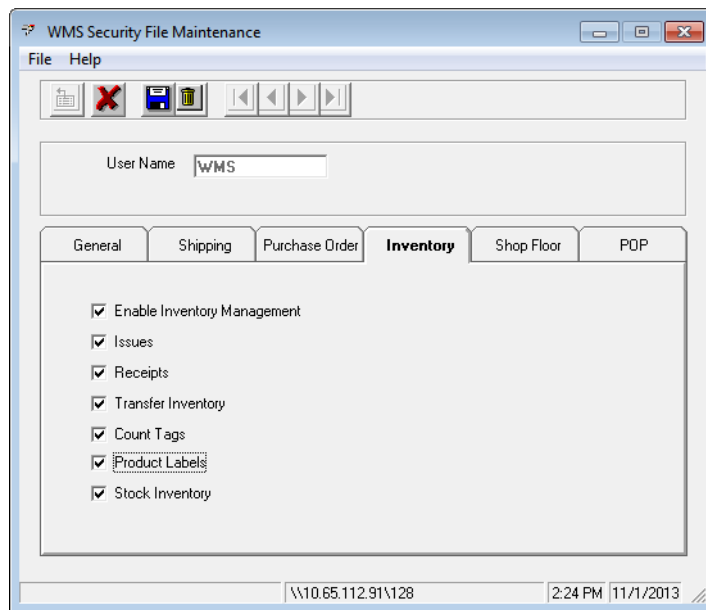 WMS Security File Maintenance
File Help
User Name WMS
General Shipping Purchase Order Inventory Shop Floor POP
Enable Inventory Management
Issues
Receipts
Transfer Inventory
Count Tags
Product Labels
Stock Inventory
\\10.65.112.91\128 2:24 PM 11/1/2013